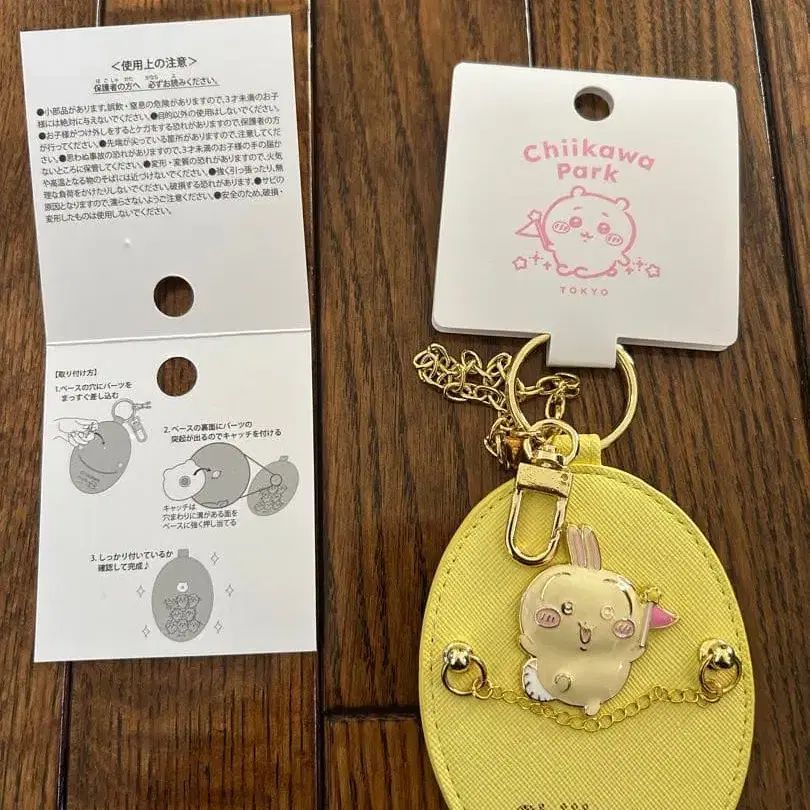 ＜使用上の注意＞
ほごしゃ かた かなら よ
保護者の方へ 必ずお読みください。
●小部品があります。誤飲・窒息の危険がありますので、3才未満のお子
様には絶対に与えないでください。●目的以外の使用はしないでください。
●お子様がつけ外しをするとケガをする恐れがありますので、保護者の方
が行ってください。●先端が尖っている箇所がありますので、注意してくだ
さい。●思わぬ事故の恐れがありますので、3才未満のお子様の手の届か
ないところに保管してください。●変形・変質の恐れがありますので、火気
や高温となる物のそばには近づけないでください。●強く引っ張ったり、無
理な負荷をかけたりしないでください。破損する恐れがあります。●サビの
原因となりますので、濡らさないようご注意ください。●安全のため、破損・
変形したものは使用しないでください。
【取り付け方】
1.ベースの穴にパーツを
まっすぐ差し込む
2.ベースの裏面にパーツの
突起が出るのでキャッチを付ける
キャッチは
穴まわりに溝がある面を
ベースに強く押し当てる
3.しっかり付いているか
確認して完成♪
Chiikawa
Park
TOKYO